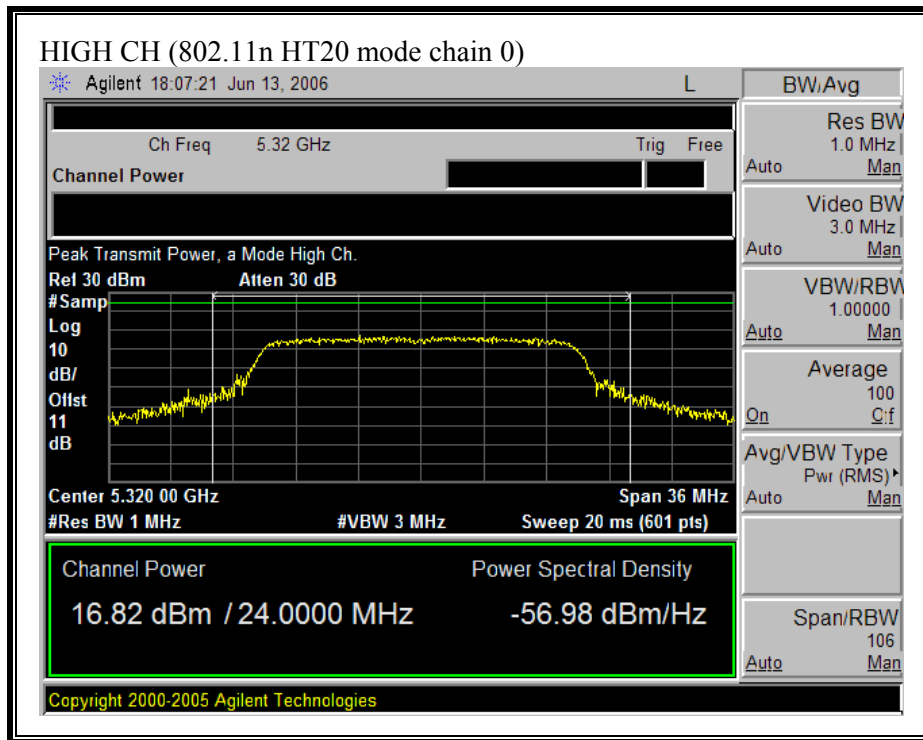 HIGH CH (802.11n HT20 mode chain 0)
Agilent 18:07:21 Jun 13, 2006 L
BW/Avg
Ch Freq 5.32 GHz Trig Free
Channel Power
Res BW
1.0 MHz
Auto Man
Video BW
3.0 MHz
Auto Man
VBW/RBW
1.00000
Auto Man
Average
100
On Off
Avg/VBW Type
Pwr (RMS)
Auto Man
Span/RBW
106
Auto Man
Peak Transmit Power, a Mode High Ch.
Ref 30 dBm Atten 30 dB
#Samp
Log
10
dB/
Offst
11
dB
Center 5.320 00 GHz Span 36 MHz
#Res BW 1 MHz #VBW 3 MHz Sweep 20 ms (601 pts)
Channel Power Power Spectral Density
16.82 dBm / 24.0000 MHz -56.98 dBm/Hz
Copyright 2000-2005 Agilent Technologies